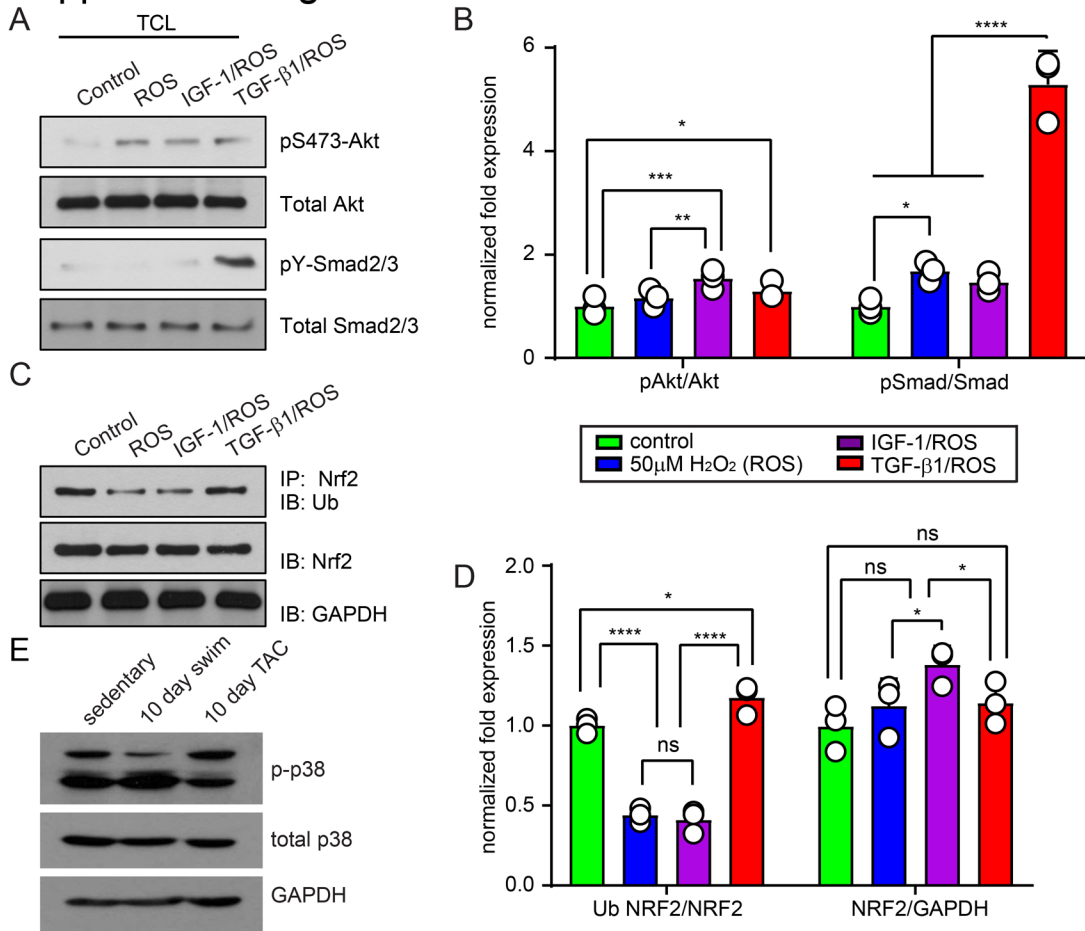 A
TCL
Control
ROS
IGF-1/ROS
TGF-β1/ROS
pS473-Akt
Total Akt
pY-Smad2/3
Total Smad2/3
B
normalized fold expression
6
4
2
0
*
***
**
*
****
pAkt/Akt
pSmad/Smad
control
50μM H₂O₂ (ROS)
IGF-1/ROS
TGF-β1/ROS
C
Control
ROS
IGF-1/ROS
TGF-β1/ROS
IP: Nrf2
IB: Ub
IB: Nrf2
IB: GAPDH
D
normalized fold expression
2.0
1.5
1.0
0.5
0.0
*
****
****
ns
ns
ns
*
*
Ub NRF2/NRF2
NRF2/GAPDH
E
sedentary
10 day swim
10 day TAC
p-p38
total p38
GAPDH